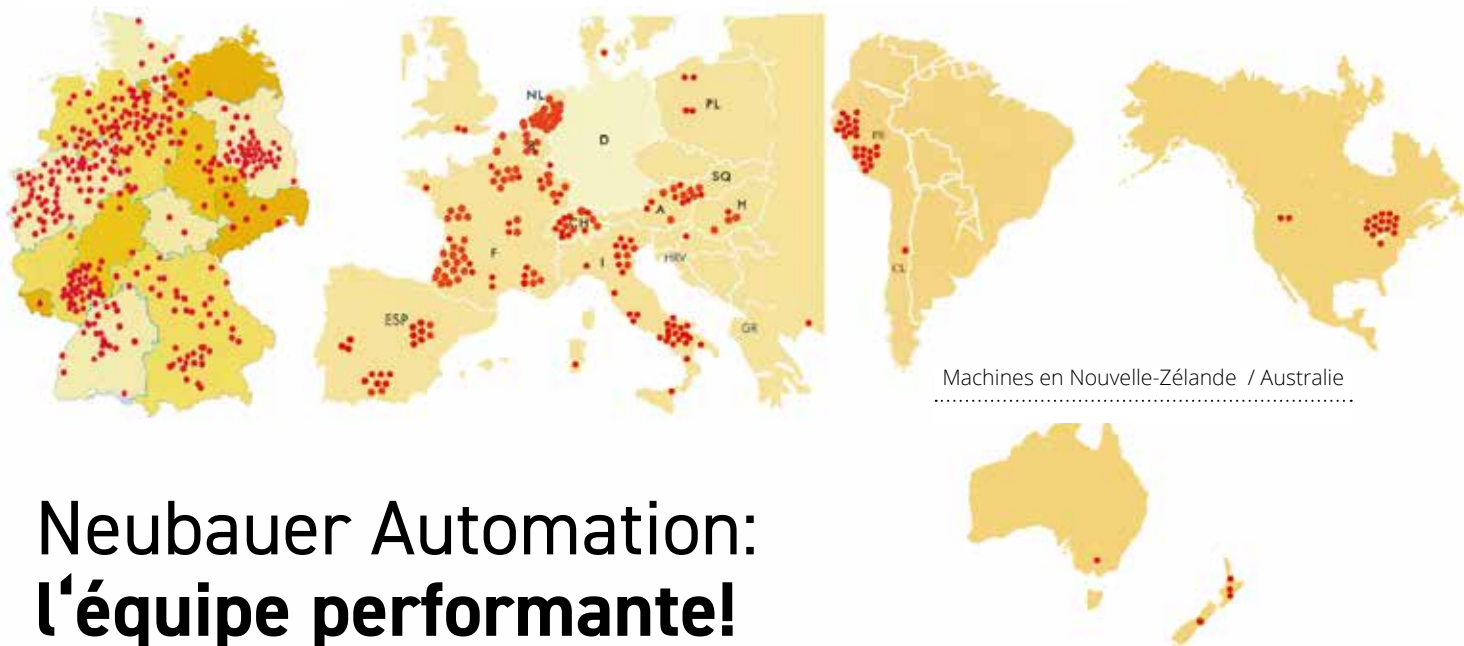 NL
PL
D
SQ
A
H
CH
F
I
HRV
ESP
GR
CL
Machines en Nouvelle-Zélande / Australie
Neubauer Automation:
l‘équipe performante!